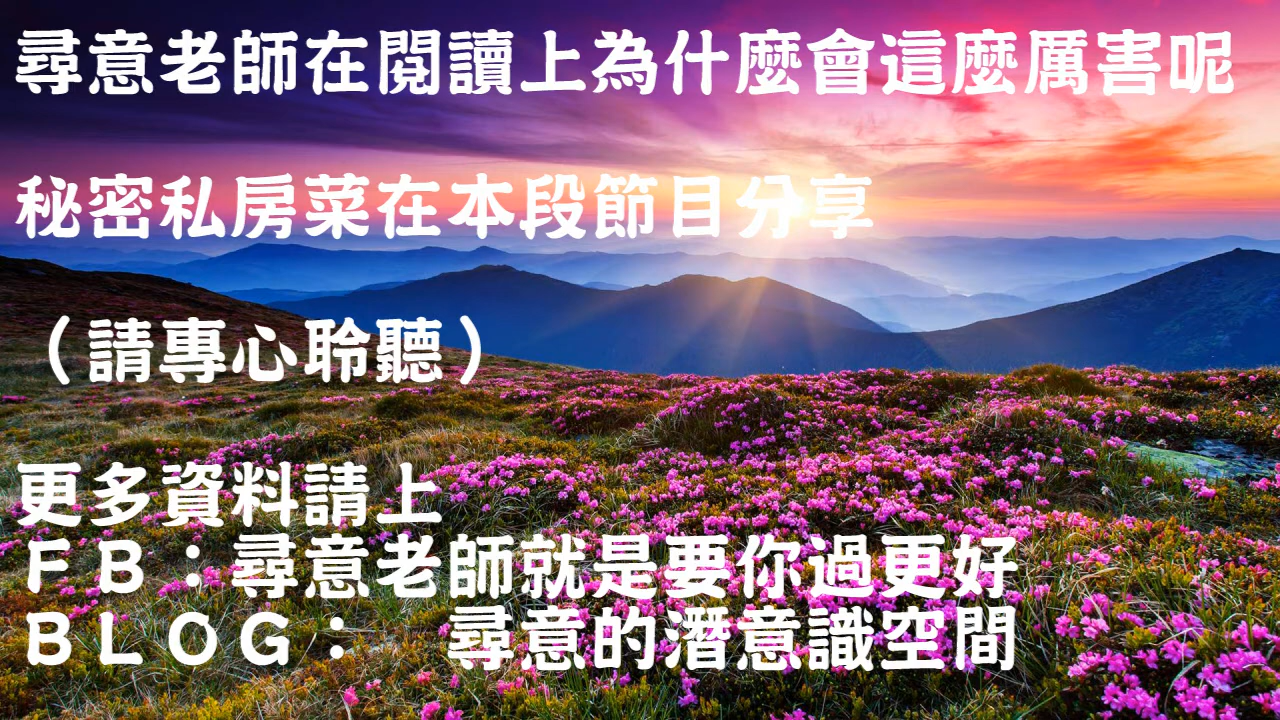 尋意老師在閱讀上為什麼會這麼厲害呢
秘密私房菜在本段節目分享
（請專心聆聽）
更多資料請上
ＦＢ：尋意老師就是要你過更好
ＢＬＯＧ：　尋意的潛意識空間